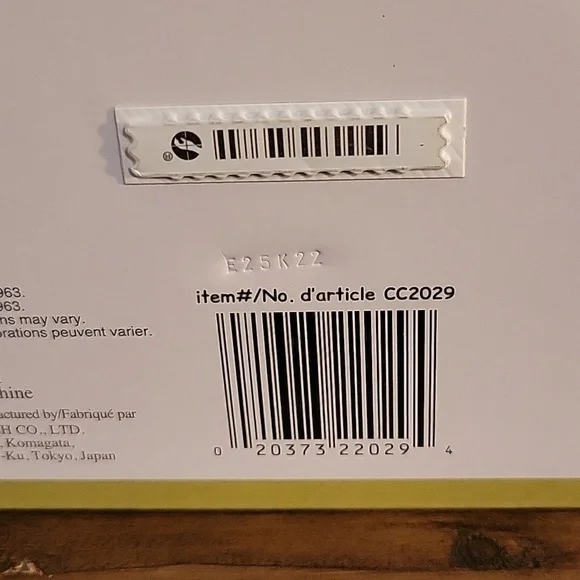 ®
E25K22
item#/No. d'article CC2029
963.
963.
ns may vary.
orations peuvent varier.
hine
actured by/Fabriqué par
H CO., LTD.
, Komagata,
-Ku, Tokyo, Japan
0 20373 22029 4